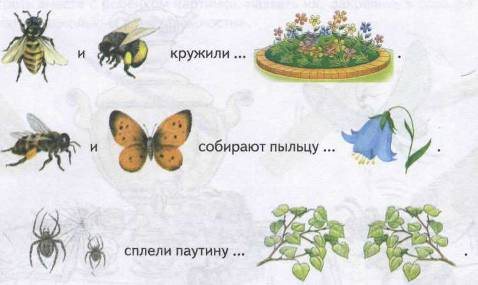 и кружили ... .
и собирают пыльцу ... .
сплели паутину ... .